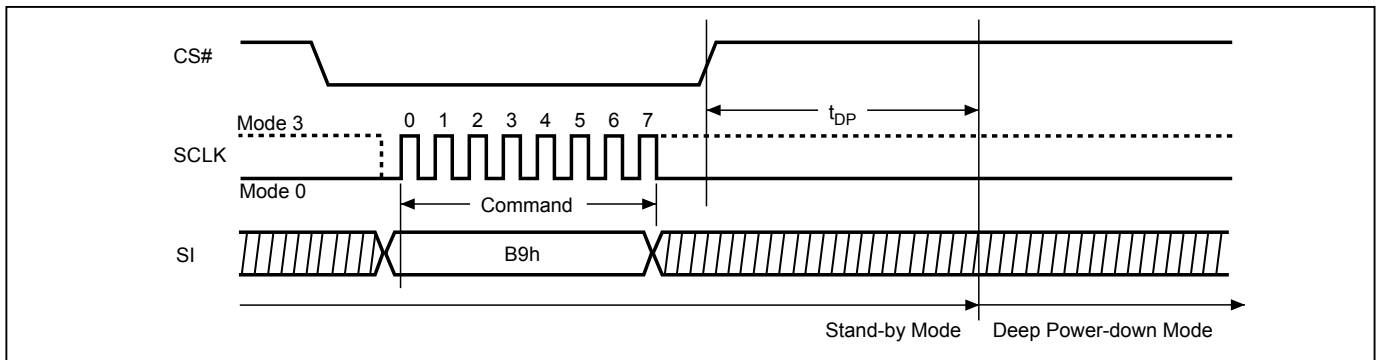 CS#
Mode 3
0 1 2 3 4 5 6 7
tDP
SCLK
Mode 0
Command
SI
B9h
Stand-by Mode
Deep Power-down Mode